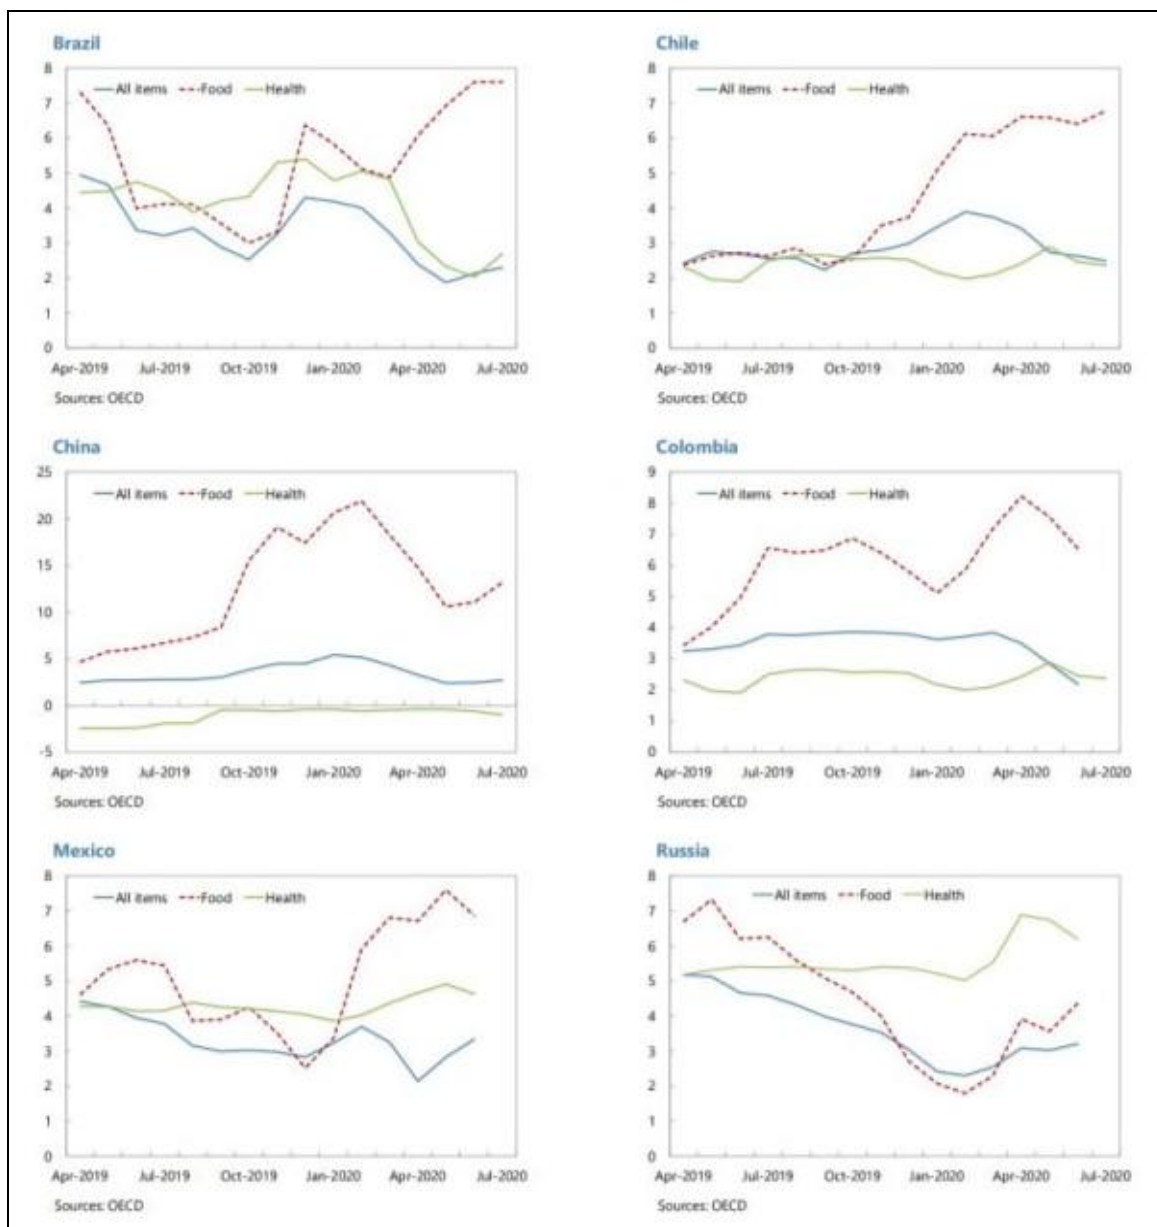 Brazil
8
All items Food Health
7
6
5
4
3
2
1
0
Apr-2019 Jul-2019 Oct-2019 Jan-2020 Apr-2020 Jul-2020
Sources: OECD
Chile
8
All items Food Health
7
6
5
4
3
2
1
0
Apr-2019 Jul-2019 Oct-2019 Jan-2020 Apr-2020 Jul-2020
Sources: OECD
China
25
All items Food Health
20
15
10
5
0
-5
Apr-2019 Jul-2019 Oct-2019 Jan-2020 Apr-2020 Jul-2020
Sources: OECD
Colombia
9
All items Food Health
8
7
6
5
4
3
2
1
0
Apr-2019 Jul-2019 Oct-2019 Jan-2020 Apr-2020 Jul-2020
Sources: OECD
Mexico
8
All items Food Health
7
6
5
4
3
2
1
0
Apr-2019 Jul-2019 Oct-2019 Jan-2020 Apr-2020 Jul-2020
Sources: OECD
Russia
8
All items Food Health
7
6
5
4
3
2
1
0
Apr-2019 Jul-2019 Oct-2019 Jan-2020 Apr-2020 Jul-2020
Sources: OECD